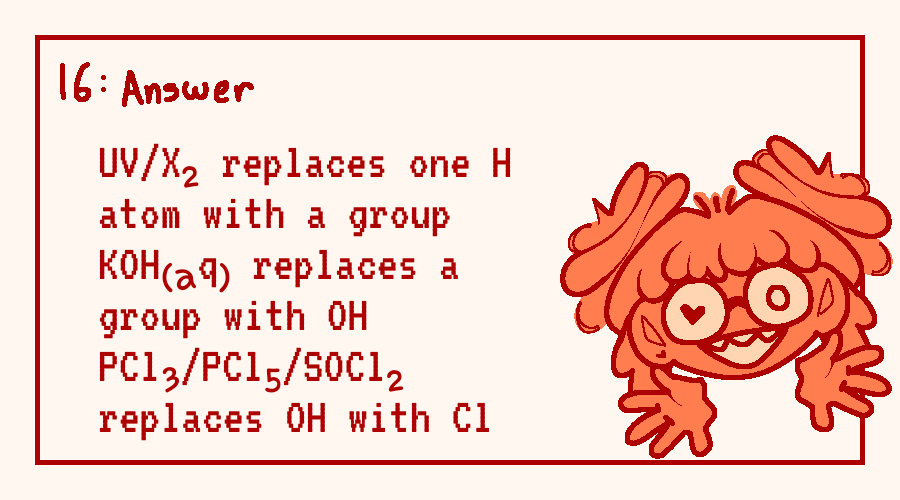 16: Answer
UV/X₂ replaces one H
atom with a group
KOH(aq) replaces a
group with OH
PCl₃/PCl₅/SOCl₂
replaces OH with Cl